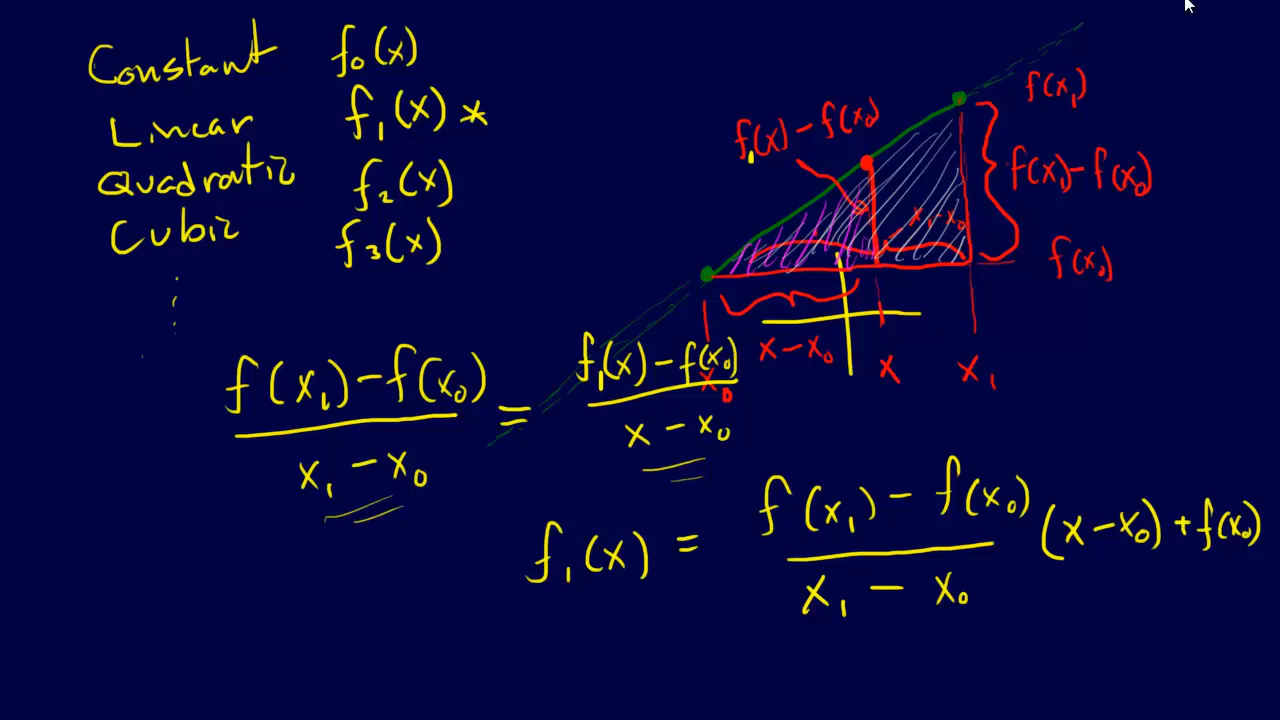 Constant f₀(x)
Linear f₁(x) *
Quadratic f₂(x)
Cubic f₃(x)
⋮
f(x₁)
f₁(x) − f(x₀)
f(x₁) − f(x₀)
x₁ − x₀
f(x₀)
x − x₀
x₀
x
x₁
f(x₁) − f(x₀) / x₁ − x₀ = f₁(x) − f(x₀) / x − x₀
f₁(x) = f(x₁) − f(x₀) / x₁ − x₀ (x − x₀) + f(x₀)